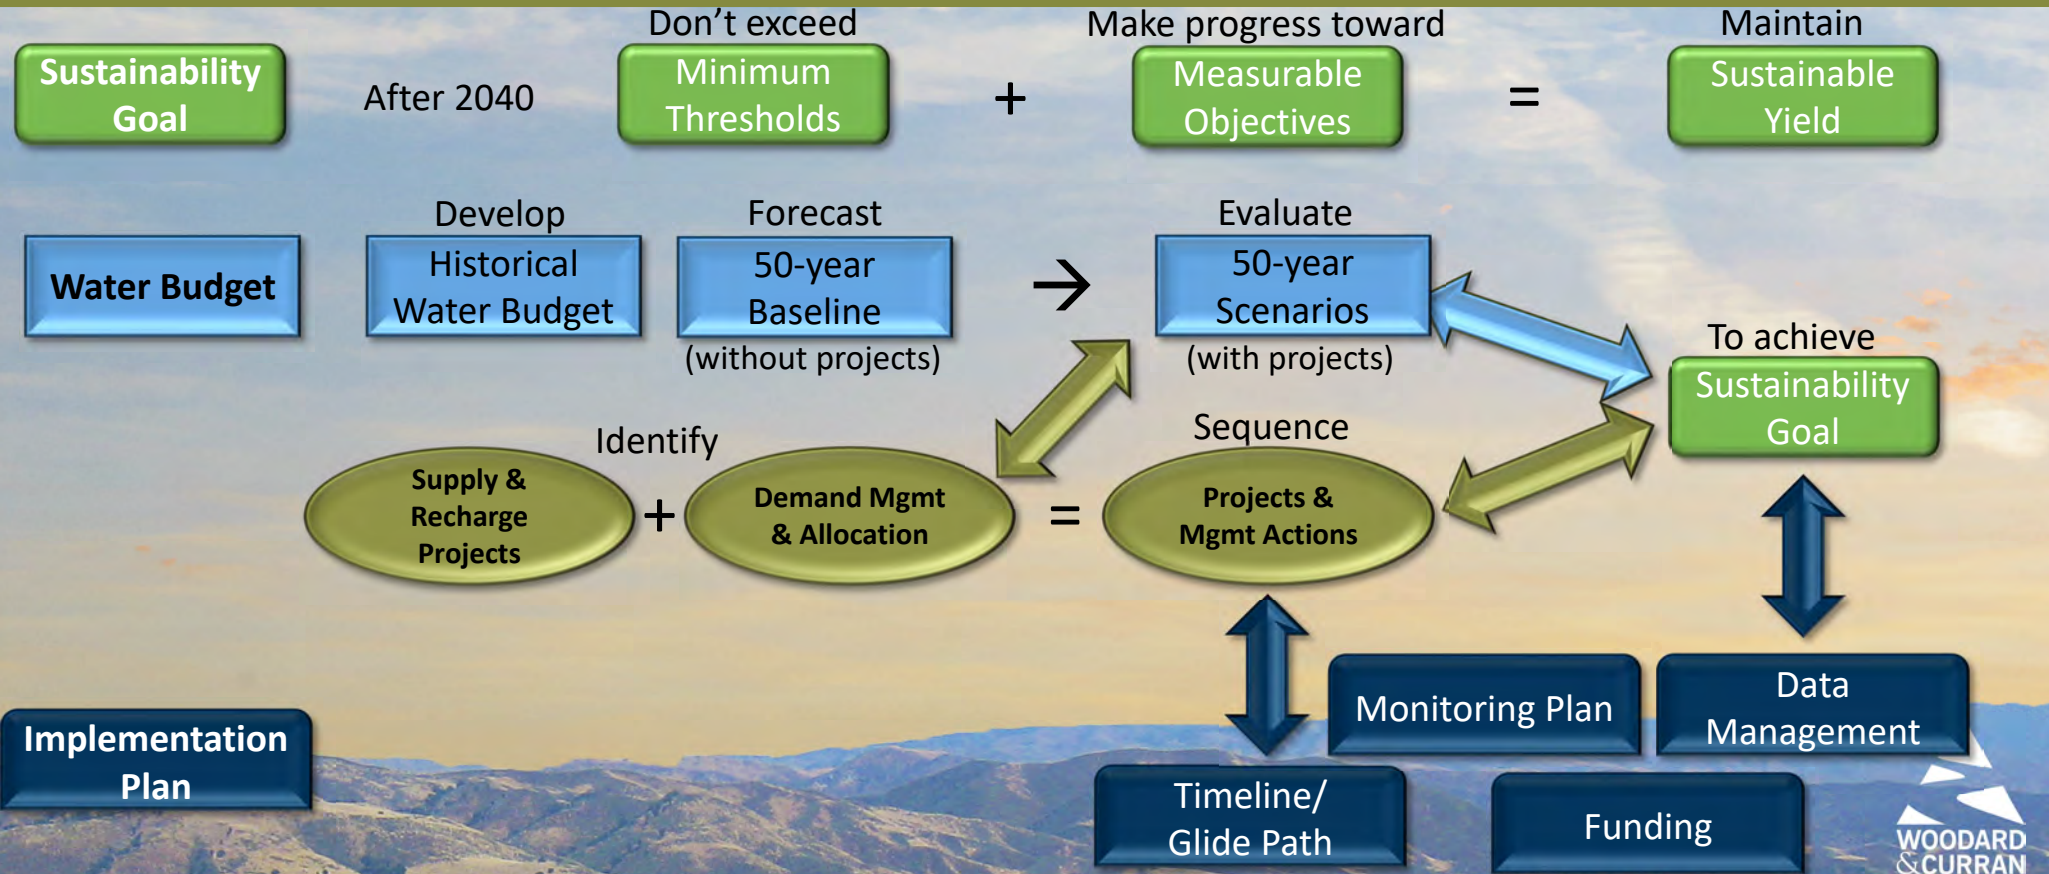 Don't exceed
Make progress toward
Maintain
Sustainability
Goal
After 2040
Minimum
Thresholds
+
Measurable
Objectives
=
Sustainable
Yield
Develop
Forecast
Evaluate
Water Budget
Historical
Water Budget
50-year
Baseline
(without projects)
→
50-year
Scenarios
(with projects)
To achieve
Sustainability
Goal
Identify
Sequence
Supply &
Recharge
Projects
+
Demand Mgmt
& Allocation
=
Projects &
Mgmt Actions
Implementation
Plan
Monitoring Plan
Data
Management
Timeline/
Glide Path
Funding
WOODARD
&CURRAN